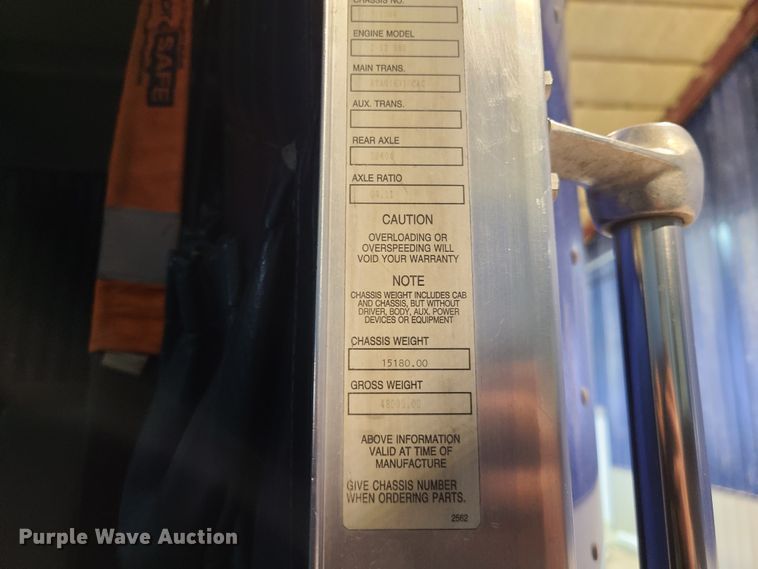 CHASSIS NO.
ENGINE MODEL
MAIN TRANS.
AUX. TRANS.
REAR AXLE
AXLE RATIO
CAUTION
OVERLOADING OR
OVERSPEEDING WILL
VOID YOUR WARRANTY
NOTE
CHASSIS WEIGHT INCLUDES CAB
AND CHASSIS, BUT WITHOUT
DRIVER, BODY, AUX. POWER
DEVICES OR EQUIPMENT
CHASSIS WEIGHT
15180.00
GROSS WEIGHT
ABOVE INFORMATION
VALID AT TIME OF
MANUFACTURE
GIVE CHASSIS NUMBER
WHEN ORDERING PARTS.
2562
SAFE
Purple Wave Auction